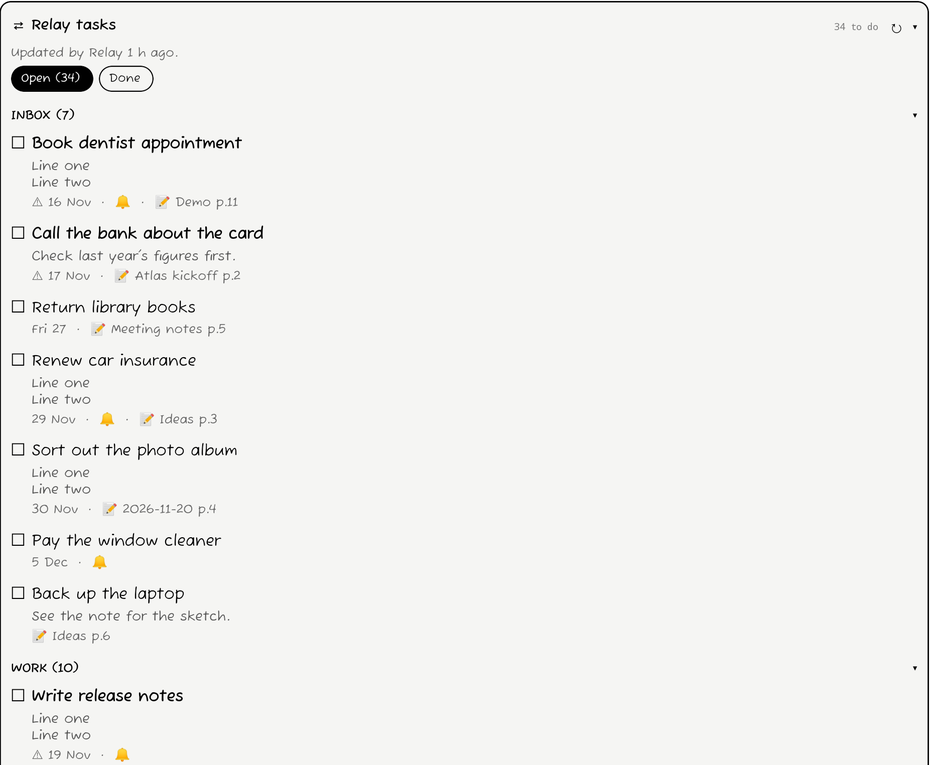 ⇄ Relay tasks
34 to do ↻ ▾
Updated by Relay 1 h ago.
Open (34) Done
INBOX (7) ▾
☐ Book dentist appointment
Line one
Line two
⚠ 16 Nov · 🔔 · 📝 Demo p.11
☐ Call the bank about the card
Check last year's figures first.
⚠ 17 Nov · 📝 Atlas kickoff p.2
☐ Return library books
Fri 27 · 📝 Meeting notes p.5
☐ Renew car insurance
Line one
Line two
29 Nov · 🔔 · 📝 Ideas p.3
☐ Sort out the photo album
Line one
Line two
30 Nov · 📝 2026-11-20 p.4
☐ Pay the window cleaner
5 Dec · 🔔
☐ Back up the laptop
See the note for the sketch.
📝 Ideas p.6
WORK (10) ▾
☐ Write release notes
Line one
Line two
⚠ 19 Nov · 🔔